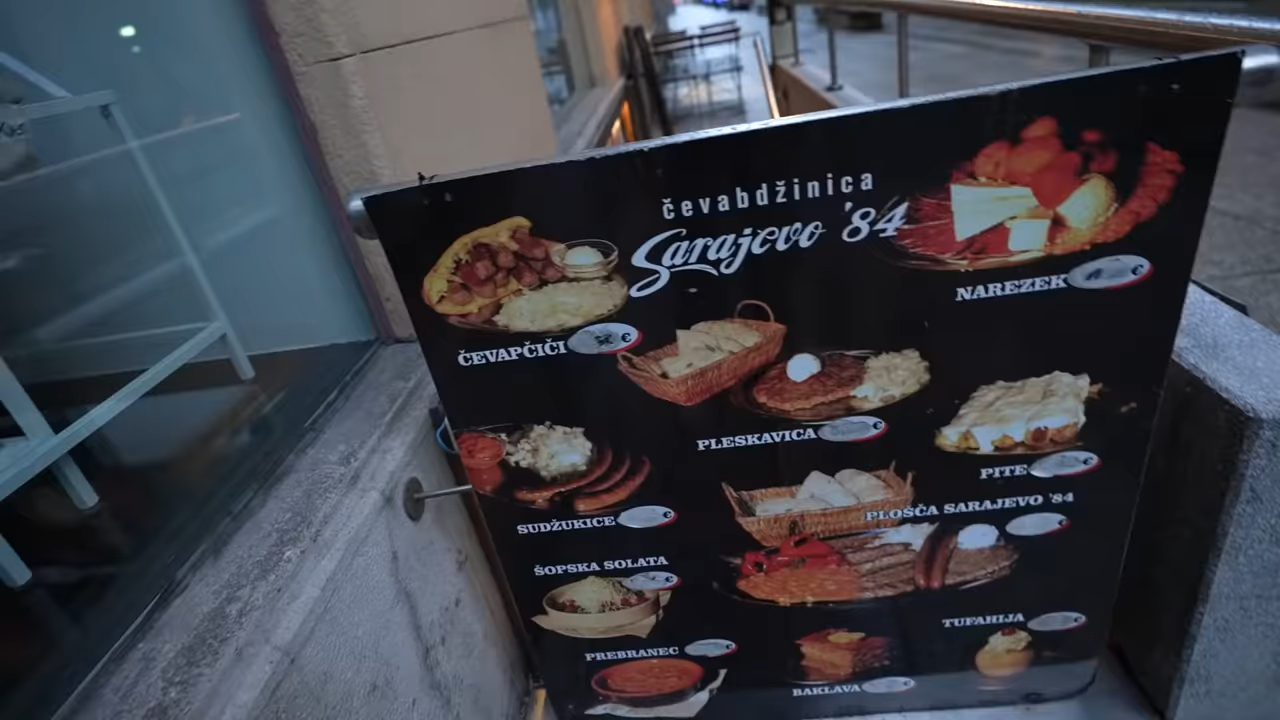 čevabdžinica
Sarajevo '84
NAREZEK €
ČEVAPČIČI €
PLESKAVICA €
PITE €
SUDŽUKICE €
PLOŠČA SARAJEVO '84
€
ŠOPSKA SOLATA
€
TUFAHIJA €
PREBRANEC €
BAKLAVA €